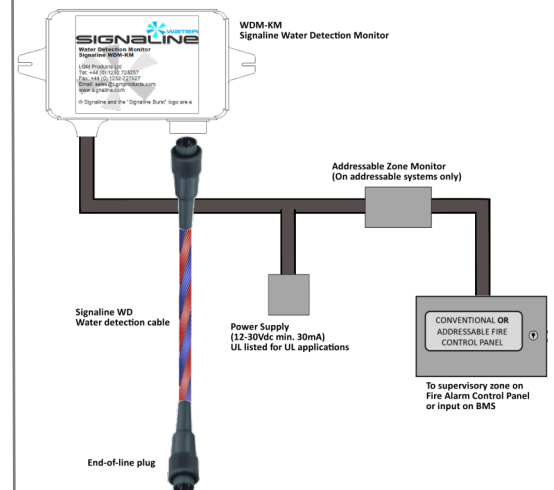 SIGNALINE WATER
Water Detection Monitor
Signaline WDM-KM
LGM Products Ltd
Tel: +44 (0) 1252 725257
Fax: +44 (0) 1252 727627
Email: sales@Lgmproducts.com
www.signaline.com
® Signaline and the "Signaline Burst" logo are a
WDM-KM
Signaline Water Detection Monitor
Addressable Zone Monitor
(On addressable systems only)
Signaline WD
Water detection cable
Power Supply
(12-30Vdc min. 30mA)
UL listed for UL applications
CONVENTIONAL OR
ADDRESSABLE FIRE
CONTROL PANEL
To supervisory zone on
Fire Alarm Control Panel
or input on BMS
End-of-line plug